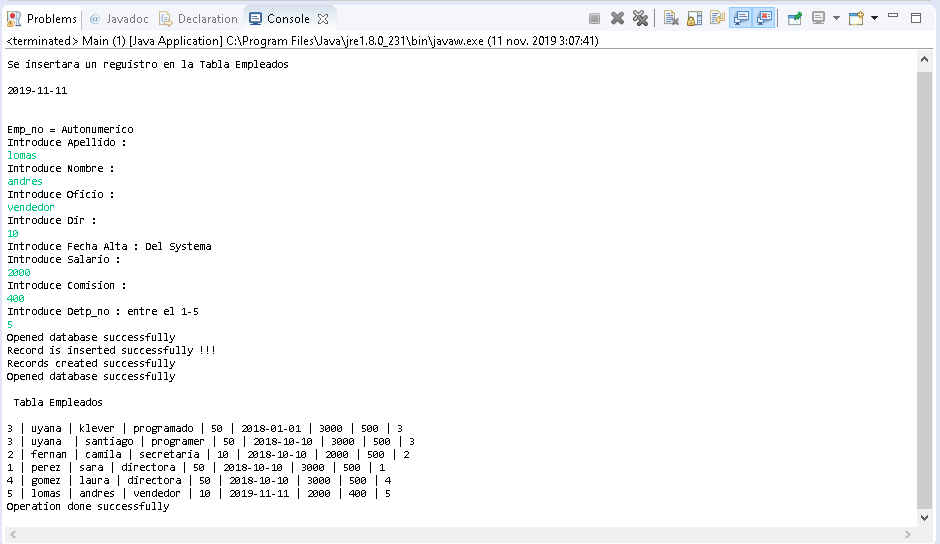 Problems @ Javadoc Declaration Console
<terminated> Main (1) [Java Application] C:\Program Files\Java\jre1.8.0_231\bin\javaw.exe (11 nov. 2019 3:07:41)
Se insertara un reguistro en la Tabla Empleados
2019-11-11
Emp_no = Autonumerico
Introduce Apellido :
lomas
Introduce Nombre :
andres
Introduce Oficio :
vendedor
Introduce Dir :
10
Introduce Fecha Alta : Del Systema
Introduce Salario :
2000
Introduce Comision :
400
Introduce Detp_no : entre el 1-5
5
Opened database successfully
Record is inserted successfully !!!
Records created successfully
Opened database successfully
Tabla Empleados
3 | uyana | klever | programado | 50 | 2018-01-01 | 3000 | 500 | 3
3 | uyana  | santiago | programer | 50 | 2018-10-10 | 3000 | 500 | 3
2 | fernan | camila | secretaria | 10 | 2018-10-10 | 2000 | 500 | 2
1 | perez | sara | directora | 50 | 2018-10-10 | 3000 | 500 | 1
4 | gomez | laura | directora | 50 | 2018-10-10 | 3000 | 500 | 4
5 | lomas | andres | vendedor | 10 | 2019-11-11 | 2000 | 400 | 5
Operation done successfully